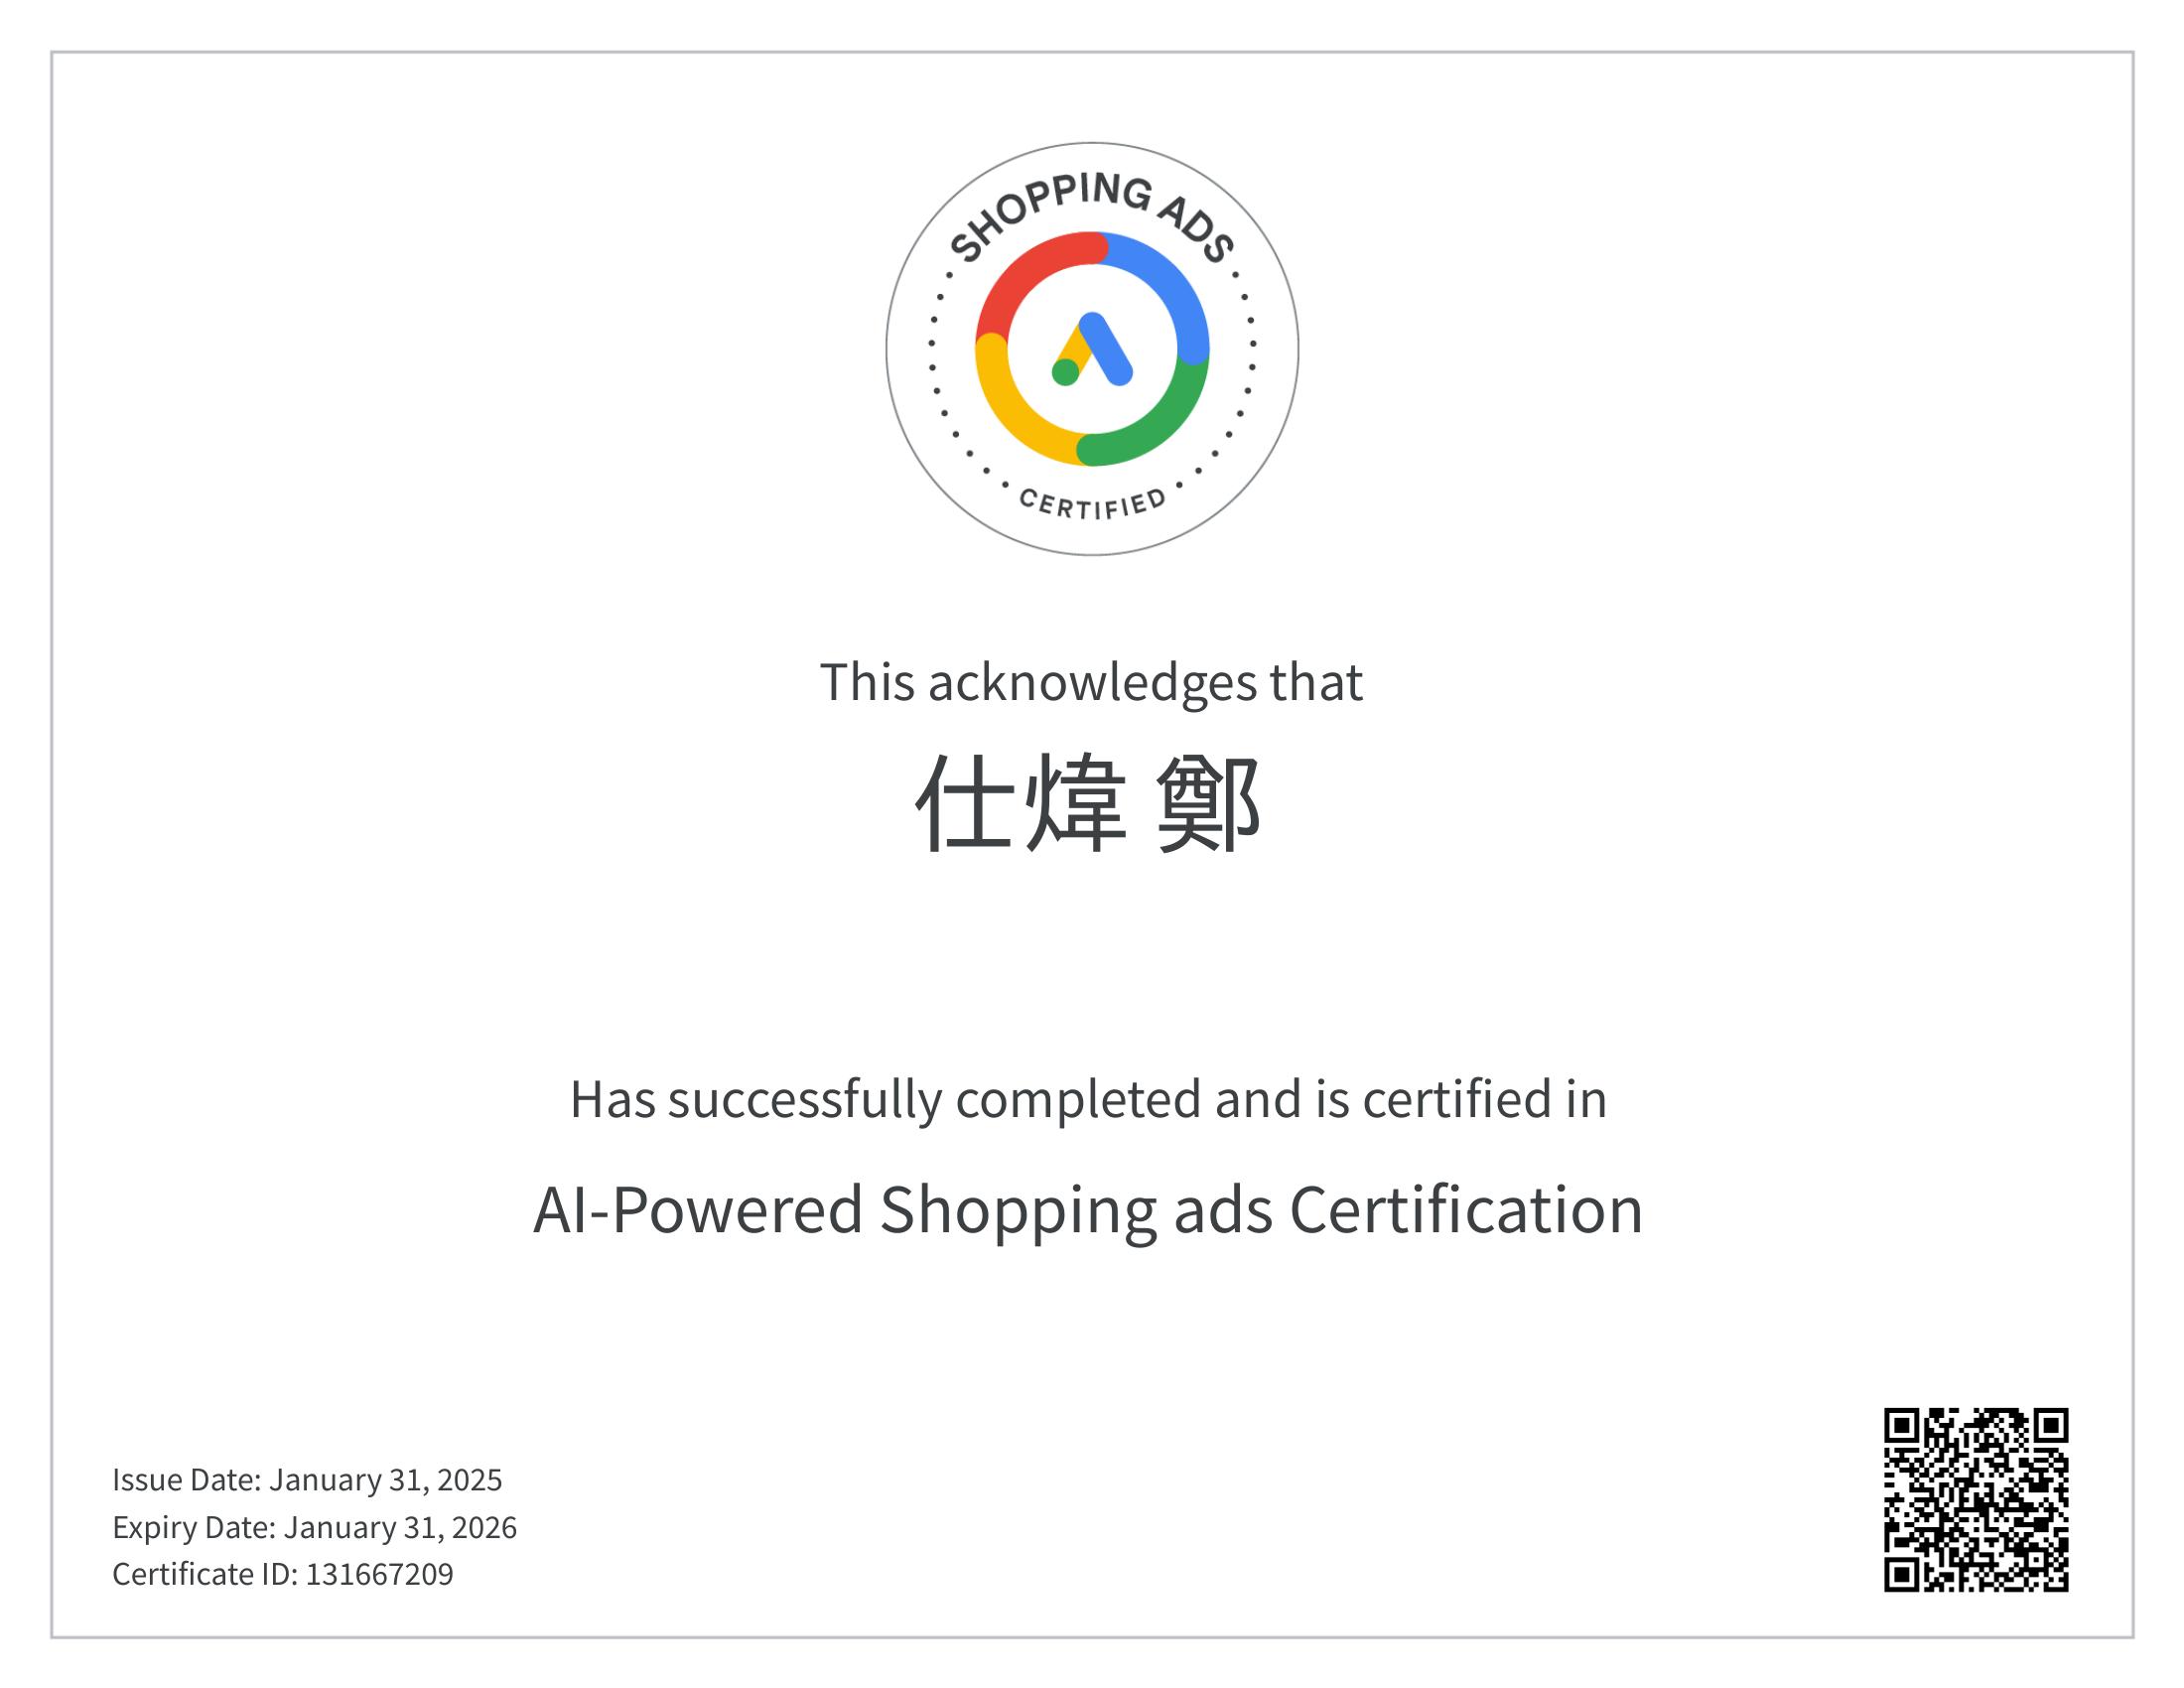 SHOPPING ADS
CERTIFIED
This acknowledges that
仕煒 鄭
Has successfully completed and is certified in
AI-Powered Shopping ads Certification
Issue Date: January 31, 2025
Expiry Date: January 31, 2026
Certificate ID: 131667209